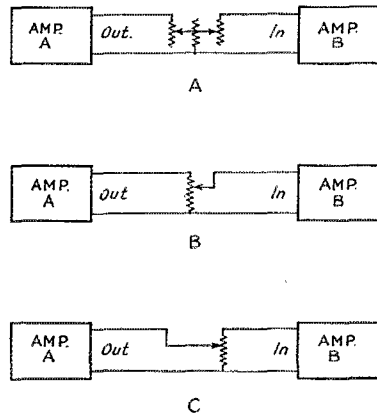 AMP. Out. In AMP.
A B
A
AMP. Out In AMP.
A B
B
AMP. Out In AMP.
A B
C